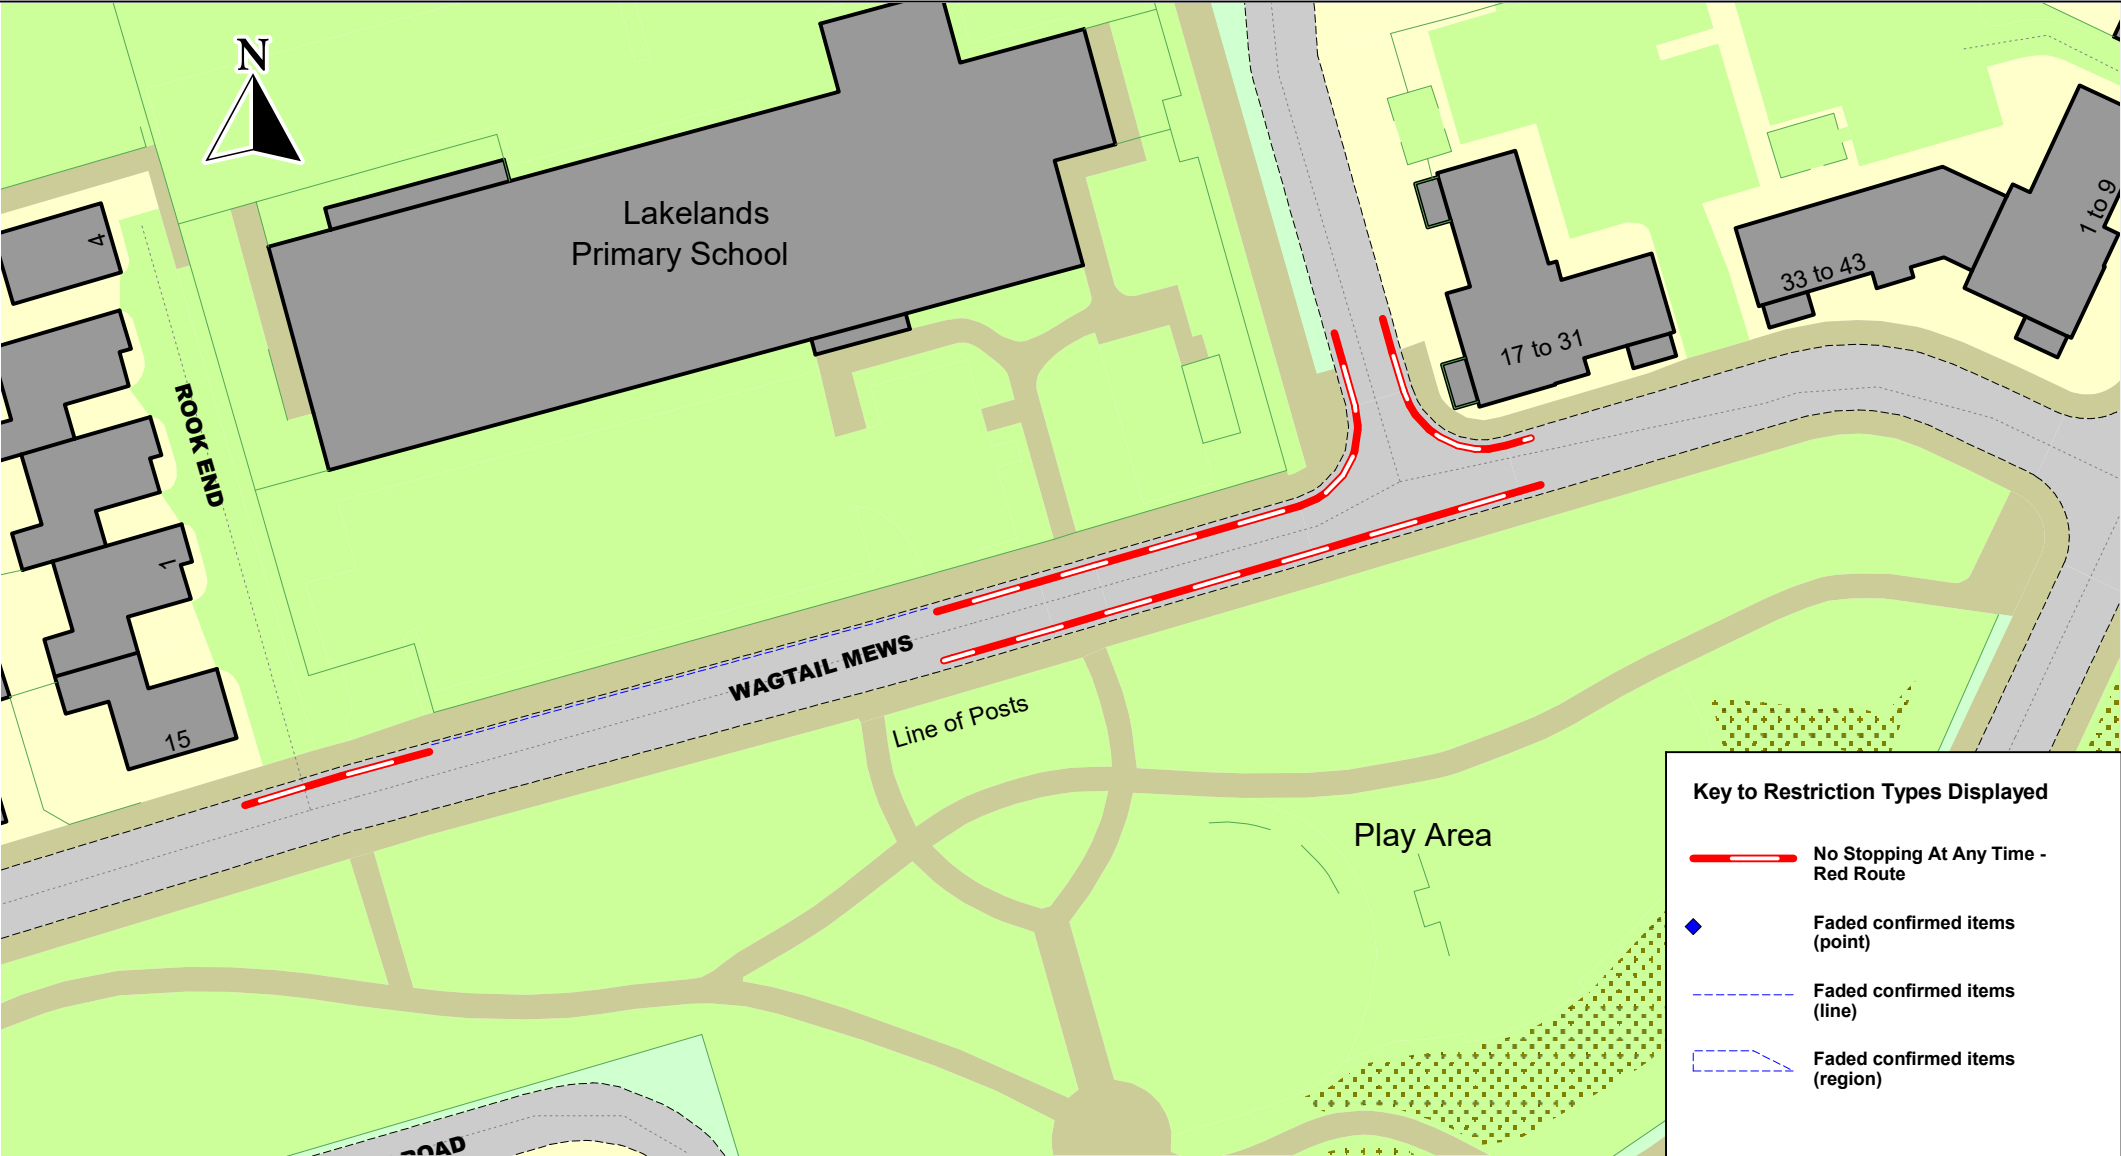 N
Lakelands
Primary School
4
ROOK END
1
15
17 to 31
33 to 43
1 to 9
WAGTAIL MEWS
Line of Posts
Play Area
Key to Restriction Types Displayed
No Stopping At Any Time -
Red Route
Faded confirmed items
(point)
Faded confirmed items
(line)
Faded confirmed items
(region)